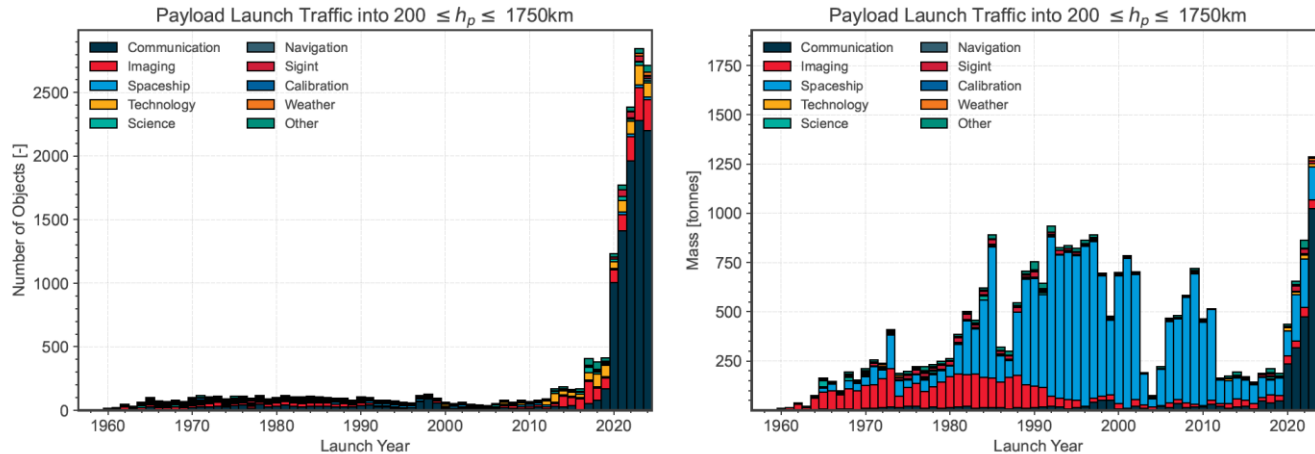 Payload Launch Traffic into 200 ≤ hₚ ≤ 1750km
Communication
Imaging
Spaceship
Technology
Science
Navigation
Sigint
Calibration
Weather
Other
Number of Objects [-]
2500
2000
1500
1000
500
0
1960
1970
1980
1990
2000
2010
2020
Launch Year
Payload Launch Traffic into 200 ≤ hₚ ≤ 1750km
Communication
Imaging
Spaceship
Technology
Science
Navigation
Sigint
Calibration
Weather
Other
Mass [tonnes]
1750
1500
1250
1000
750
500
250
1960
1970
1980
1990
2000
2010
2020
Launch Year